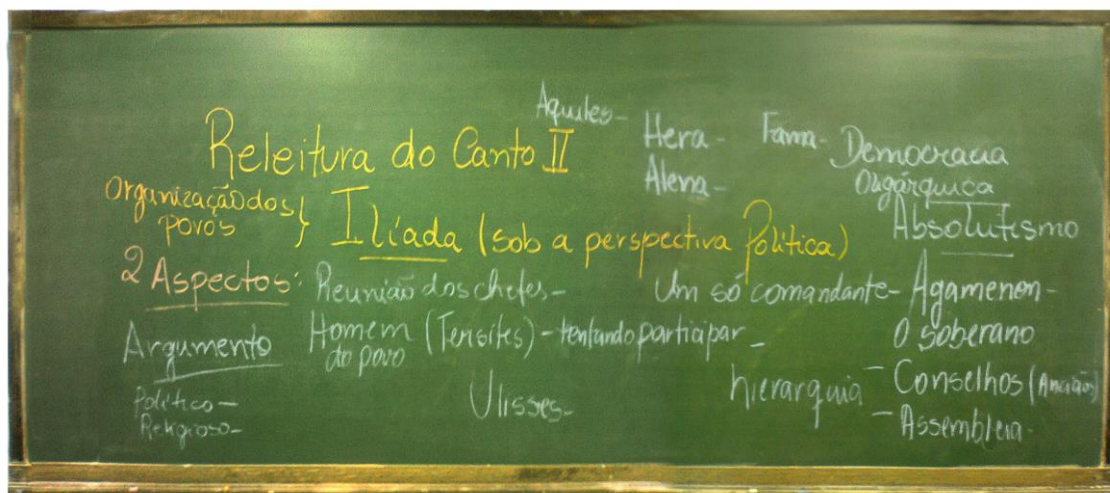 Aquiles-
Hera-
Atena-
Fama-
Democracia
Oligárquica
Absolutismo
Releitura do Canto II
Organização dos
povos
Ilíada (sob a perspectiva Política)
2 Aspectos:
Reunião dos chefes-
Um só comandante- Agamenon-
O soberano
Homem (Tersites) - tentando participar -
do povo
Argumento
Político -
Religioso -
Ulisses-
hierarquia
- Conselhos (Anciãos)
- Assembleia-